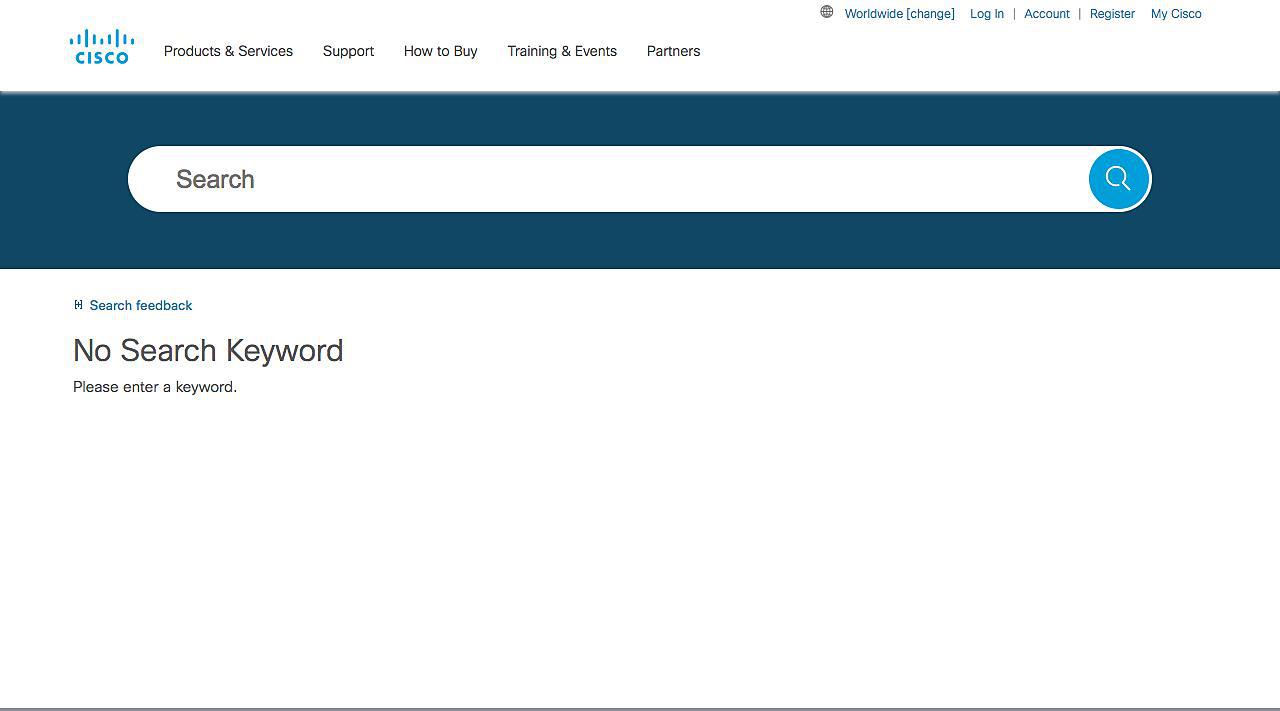 Worldwide [change] Log In | Account | Register My Cisco
CISCO
Products & Services Support How to Buy Training & Events Partners
Search
Search feedback
No Search Keyword
Please enter a keyword.